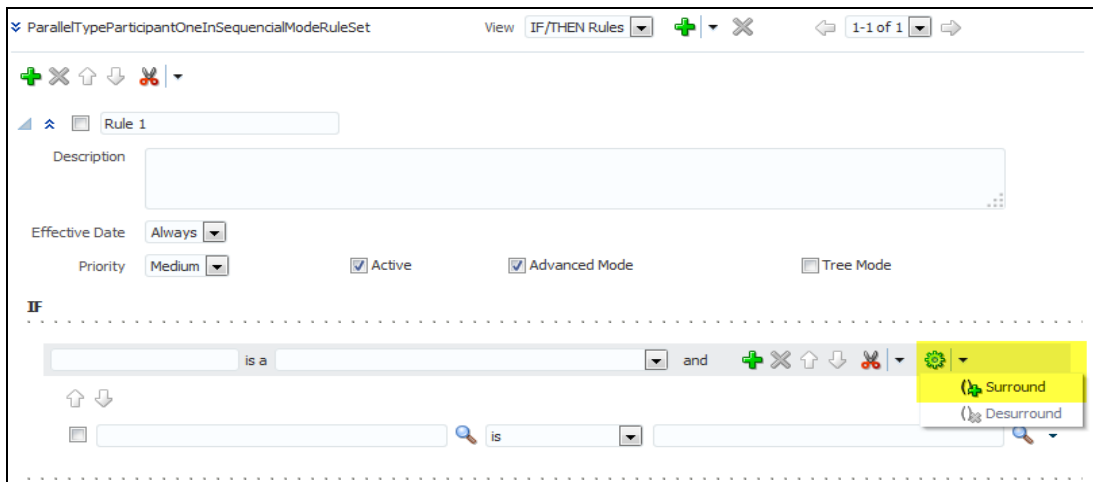 ParallelTypeParticipantOneInSequencialModeRuleSet View IF/THEN Rules 1-1 of 1
Rule 1
Description
Effective Date Always
Priority Medium Active Advanced Mode Tree Mode
IF
is a and
() Surround
() Desurround
is